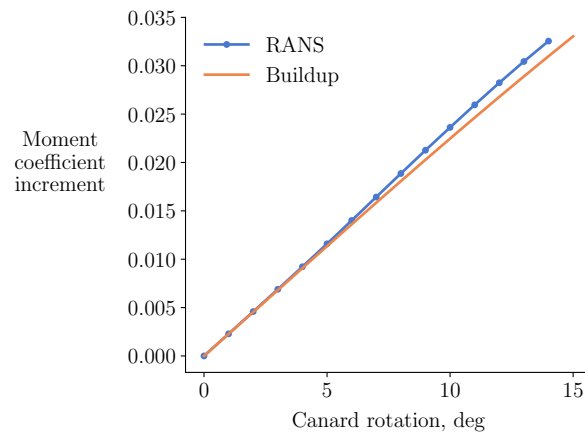 0.035
0.030
0.025
0.020
0.015
0.010
0.005
0.000
Moment
coefficient
increment
RANS
Buildup
0
5
10
15
Canard rotation, deg